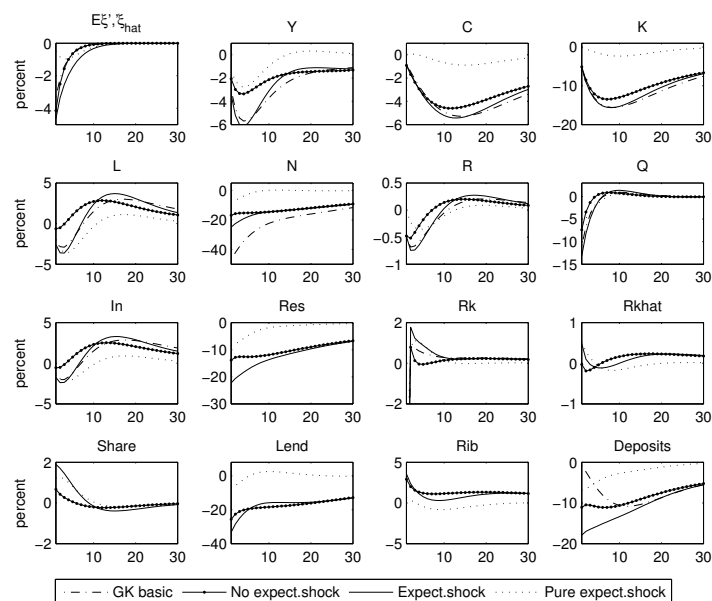 Eξ',ξ_hat Y C K
percent
0
−2
−4
10 20 30
0
−2
−4
−6
10 20 30
0
−2
−4
−6
10 20 30
0
−10
−20
10 20 30
L N R Q
5
0
−5
10 20 30
0
−20
−40
10 20 30
0.5
0
−0.5
−1
10 20 30
0
−5
−10
−15
10 20 30
In Res Rk Rkhat
percent
5
0
−5
10 20 30
0
−10
−20
−30
10 20 30
2
0
−2
10 20 30
1
0
−1
10 20 30
Share Lend Rib Deposits
percent
2
0
−2
10 20 30
0
−20
−40
10 20 30
5
0
−5
10 20 30
0
−10
−20
10 20 30
GK basic No expect.shock Expect.shock Pure expect.shock